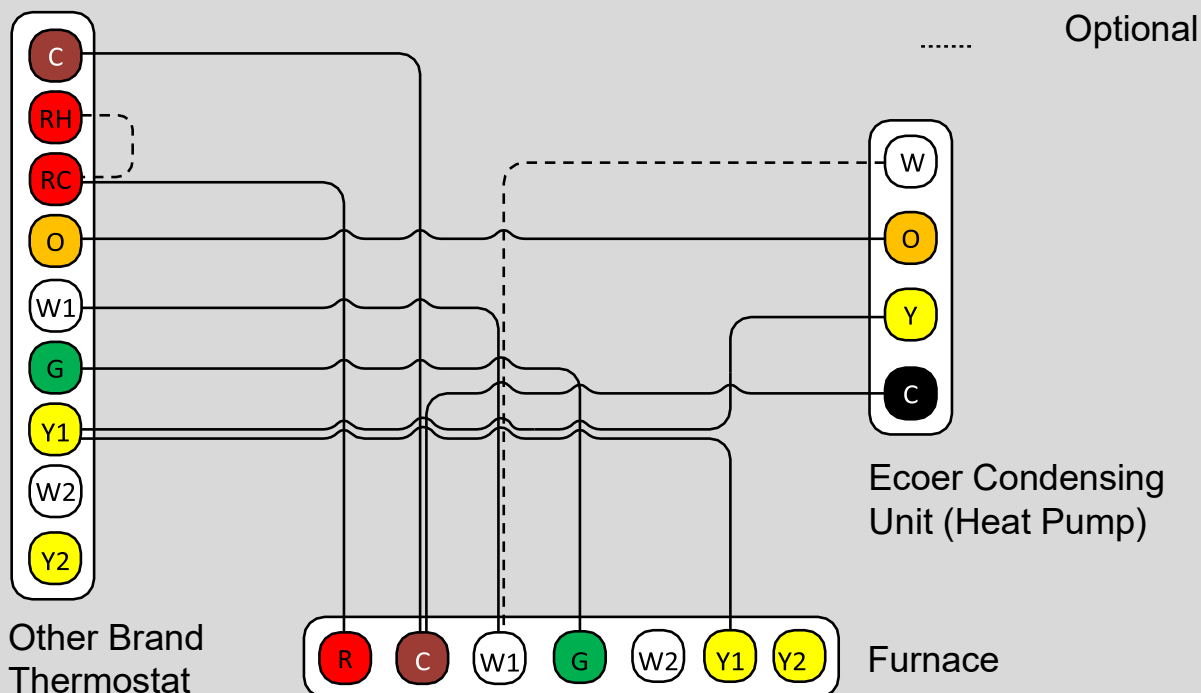 Optional
C
RH
RC
O
W1
G
Y1
W2
Y2
Other Brand
Thermostat
W
O
Y
C
Ecoer Condensing
Unit (Heat Pump)
R C W1 G W2 Y1 Y2
Furnace